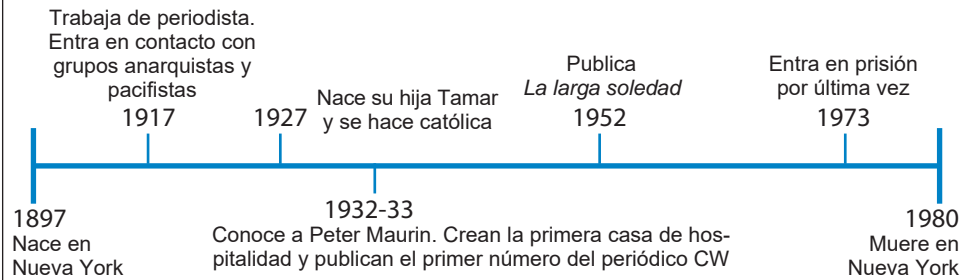 Trabaja de periodista.
Entra en contacto con
grupos anarquistas y
pacifistas
1917
1927
Nace su hija Tamar
y se hace católica
Publica
La larga soledad
1952
Entra en prisión
por última vez
1973
1897
Nace en
Nueva York
1932-33
Conoce a Peter Maurin. Crean la primera casa de hos-
pitalidad y publican el primer número del periódico CW
1980
Muere en
Nueva York